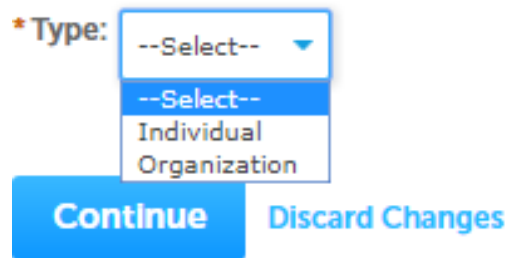 *Type:
--Select--
--Select--
Individual
Organization
Continue Discard Changes